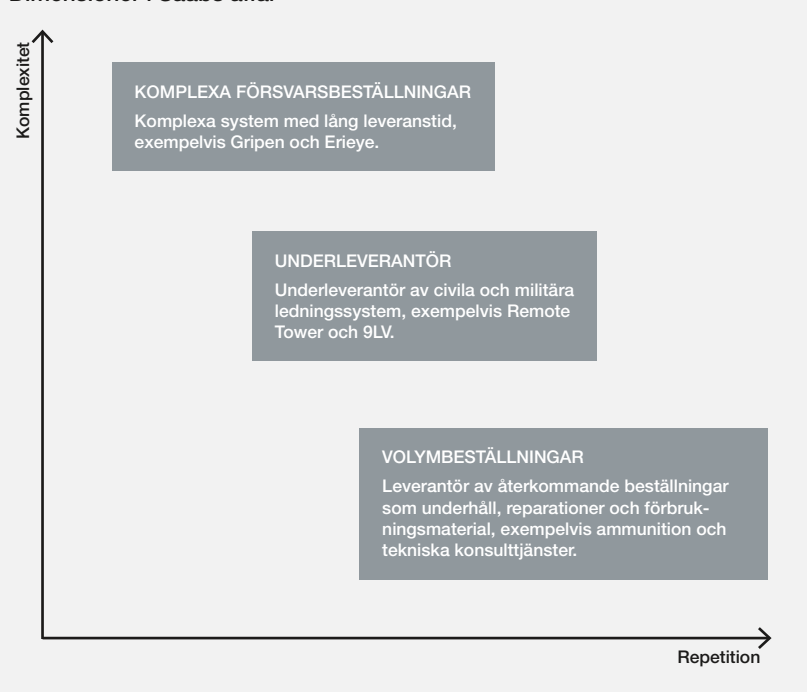 Komplexitet
KOMPLEXA FÖRSVARSBESTÄLLNINGAR
Komplexa system med lång leveranstid,
exempelvis Gripen och Erieye.
UNDERLEVERANTÖR
Underleverantör av civila och militära
ledningssystem, exempelvis Remote
Tower och 9LV.
VOLYMBESTÄLLNINGAR
Leverantör av återkommande beställningar
som underhåll, reparationer och förbruk-
ningsmaterial, exempelvis ammunition och
tekniska konsulttjänster.
Repetition